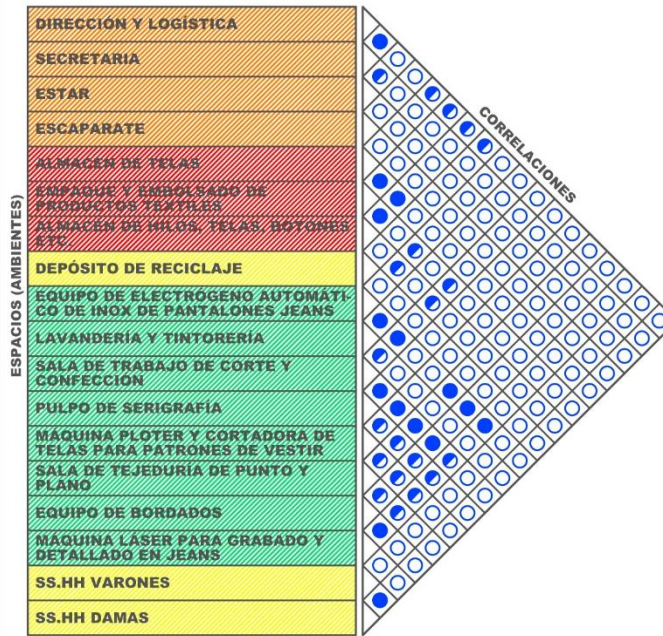 DIRECCIÓN Y LOGÍSTICA
SECRETARIA
ESTAR
ESCAPARATE
ALMACÉN DE TELAS
EMPAQUE Y EMBOLSADO DE
PRODUCTOS TEXTILES
ALMACÉN DE HILOS, TELAS, BOTONES
ETC.
DEPÓSITO DE RECICLAJE
EQUIPO DE ELECTRÓGENO AUTOMÁTI-
CO DE INOX DE PANTALONES JEANS
LAVANDERÍA Y TINTORERÍA
SALA DE TRABAJO DE CORTE Y
CONFECCIÓN
PULPO DE SERIGRAFÍA
MÁQUINA PLOTER Y CORTADORA DE
TELAS PARA PATRONES DE VESTIR
SALA DE TEJEDURÍA DE PUNTO Y
PLANO
EQUIPO DE BORDADOS
MÁQUINA LÁSER PARA GRABADO Y
DETALLADO EN JEANS
SS.HH VARONES
SS.HH DAMAS
ESPACIOS (AMBIENTES)
CORRELACIONES